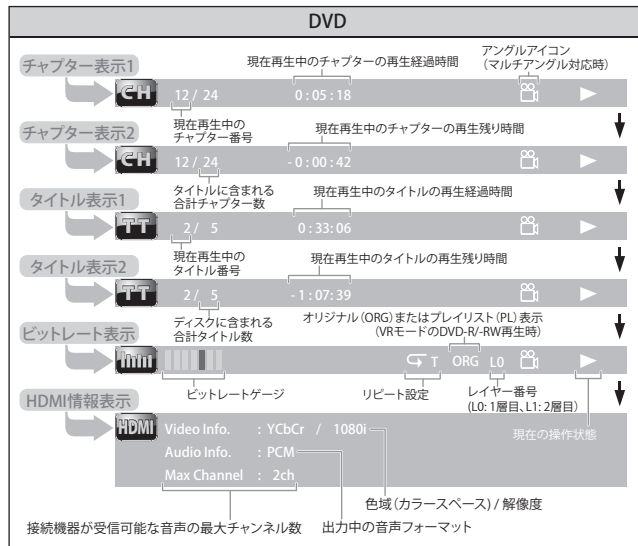 DVD
チャプター表示1
現在再生中のチャプターの再生経過時間
アングルアイコン
（マルチアングル対応時）
CH 12 / 24 0 : 05 : 18
現在再生中の
チャプター番号
チャプター表示2
現在再生中のチャプターの再生残り時間
CH 12 / 24 - 0 : 00 : 42
タイトルに含まれる
合計チャプター数
タイトル表示1
現在再生中のタイトルの再生経過時間
TT 2 / 5 0 : 33 : 06
現在再生中の
タイトル番号
タイトル表示2
現在再生中のタイトルの再生残り時間
TT 2 / 5 - 1 : 07 : 39
ディスクに含まれる
合計タイトル数
オリジナル（ORG）またはプレイリスト（PL）表示
（VRモードのDVD-R/-RW再生時）
ビットレート表示
T ORG L0
ビットレートゲージ
リピート設定
レイヤー番号
(L0: 1層目、L1: 2層目)
現在の操作状態
HDMI情報表示
HDMI Video Info. : YCbCr / 1080i
Audio Info. : PCM
Max Channel : 2ch
色域（カラースペース）/ 解像度
接続機器が受信可能な音声の最大チャンネル数
出力中の音声フォーマット